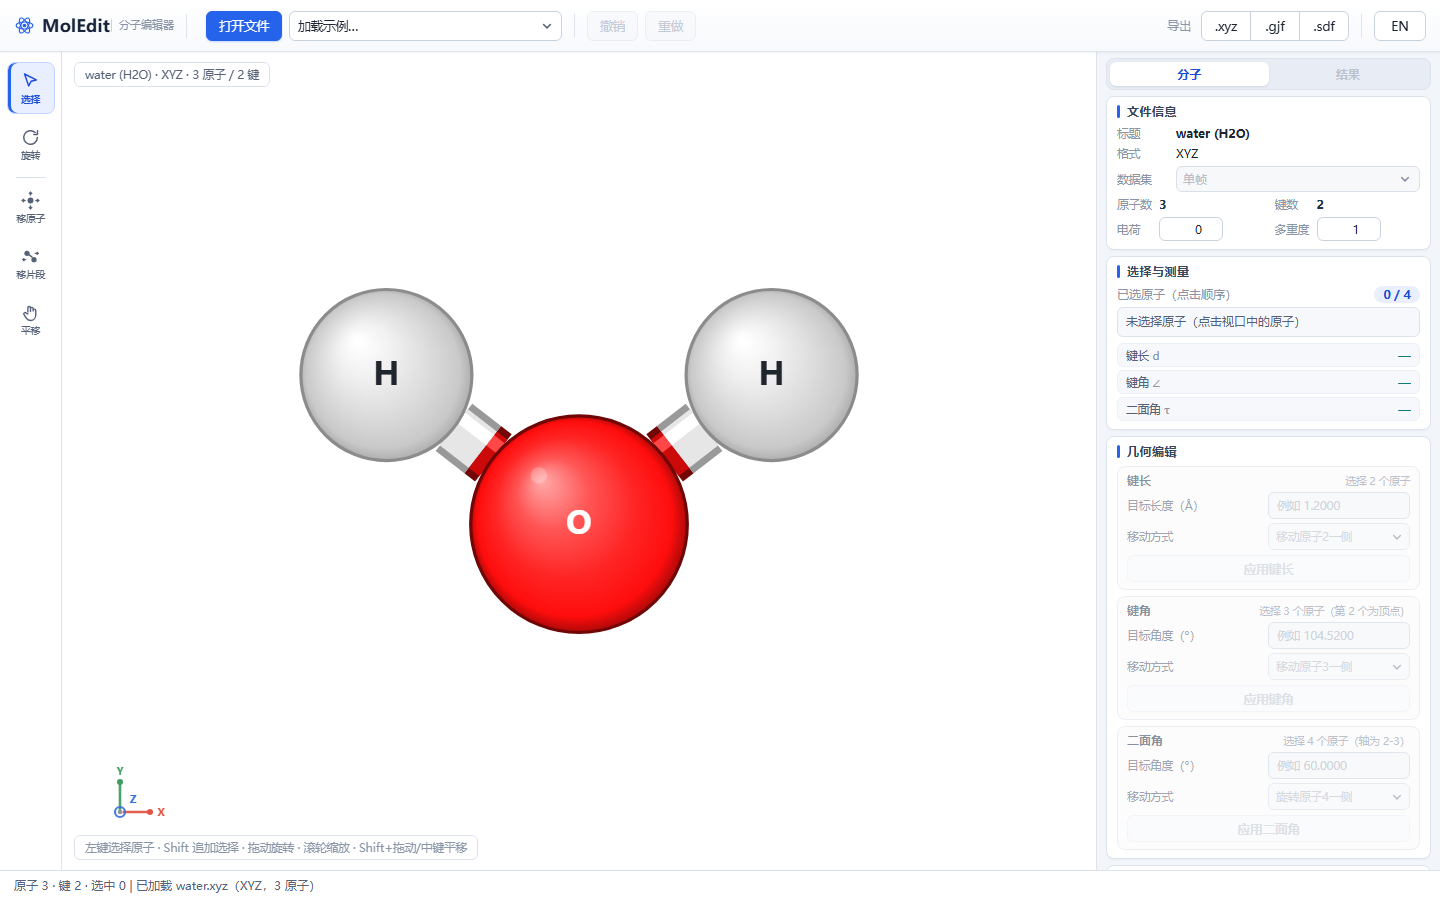 MolEdit 分子编辑器 打开文件 加载示例... 撤销 重做 导出 .xyz .gjf .sdf EN
选择
旋转
移原子
移片段
平移
water (H2O) · XYZ · 3 原子 / 2 键
H
H
O
Y
Z
X
左键选择原子 · Shift 追加选择 · 拖动旋转 · 滚轮缩放 · Shift+拖动/中键平移
分子 结果
文件信息
标题 water (H2O)
格式 XYZ
数据集 单帧
原子数 3 键数 2
电荷 0 多重度 1
选择与测量
已选原子（点击顺序） 0 / 4
未选择原子（点击视口中的原子）
键长 d —
键角 ∠ —
二面角 τ —
几何编辑
键长 选择 2 个原子
目标长度（Å） 例如 1.2000
移动方式 移动原子2一侧
应用键长
键角 选择 3 个原子（第 2 个为顶点）
目标角度（°） 例如 104.5200
移动方式 移动原子3一侧
应用键角
二面角 选择 4 个原子（轴为 2-3）
目标角度（°） 例如 60.0000
移动方式 旋转原子4一侧
应用二面角
原子 3 · 键 2 · 选中 0 | 已加载 water.xyz（XYZ，3 原子）